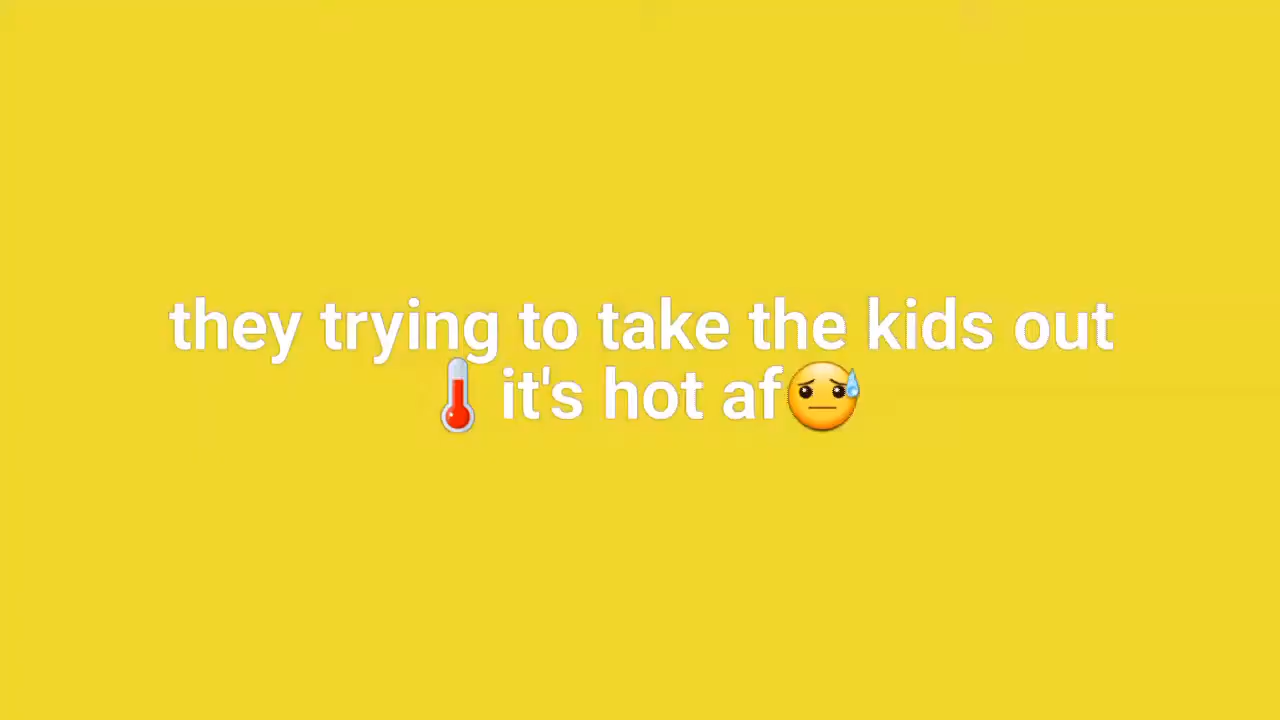 they trying to take the kids out
🌡️ it's hot af😓